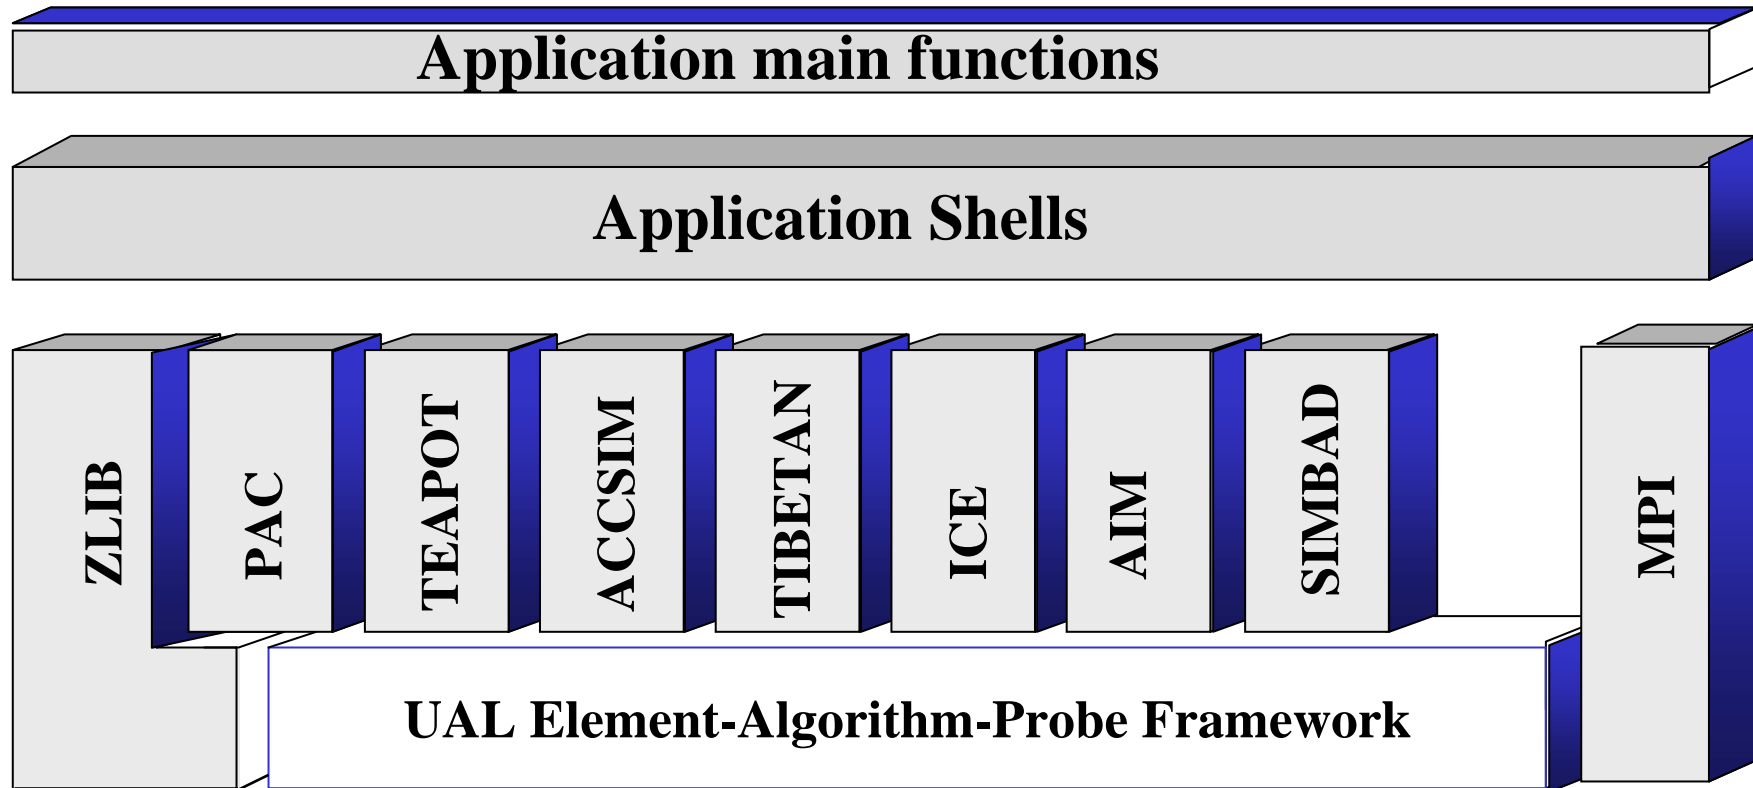 Application main functions
Application Shells
ZLIB
PAC
TEAPOT
ACCSIM
TIBETAN
ICE
AIM
SIMBAD
MPI
UAL Element-Algorithm-Probe Framework